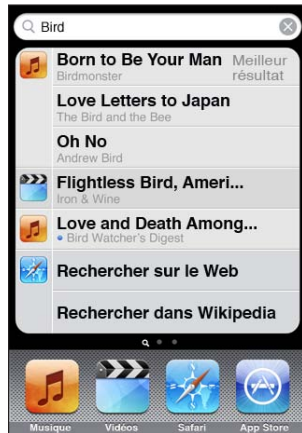 Bird
Born to Be Your Man Meilleur
Birdmonster résultat
Love Letters to Japan
The Bird and the Bee
Oh No
Andrew Bird
Flightless Bird, Ameri...
Iron & Wine
Love and Death Among...
Bird Watcher's Digest
Rechercher sur le Web
Rechercher dans Wikipedia
Musique Vidéos Safari App Store